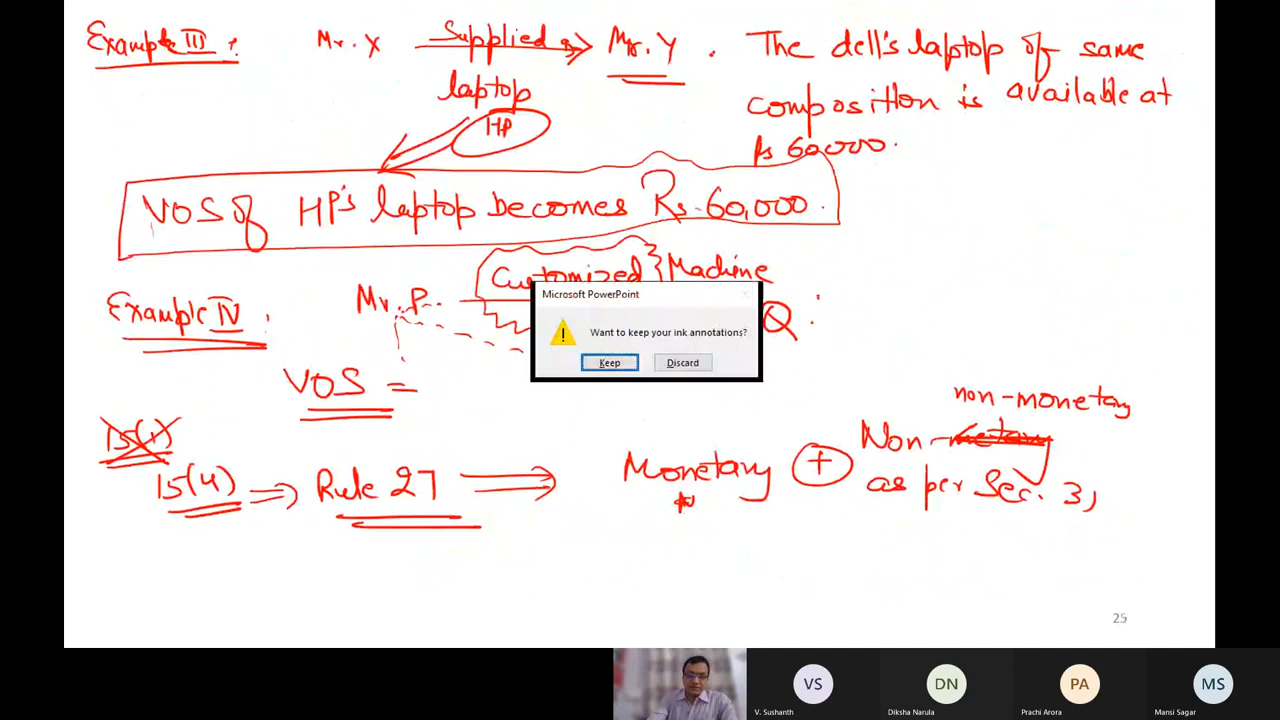 Example III : Mr. X Supplied Mr. Y . The dell's laptop of same
laptop composition is available at
HP Rs 60,000.
VOS of HP's laptop becomes Rs. 60,000.
Customized Machine
Example IV : Mr. P Q :
Microsoft PowerPoint
Want to keep your ink annotations?
Keep Discard
VOS =
non-monetary
15(1) Non-
15(4) => Rule 27 => Monetary + as per Sec. 3,
25
VS DN PA MS
V. Sushanth Diksha Narula Prachi Arora Mansi Sagar